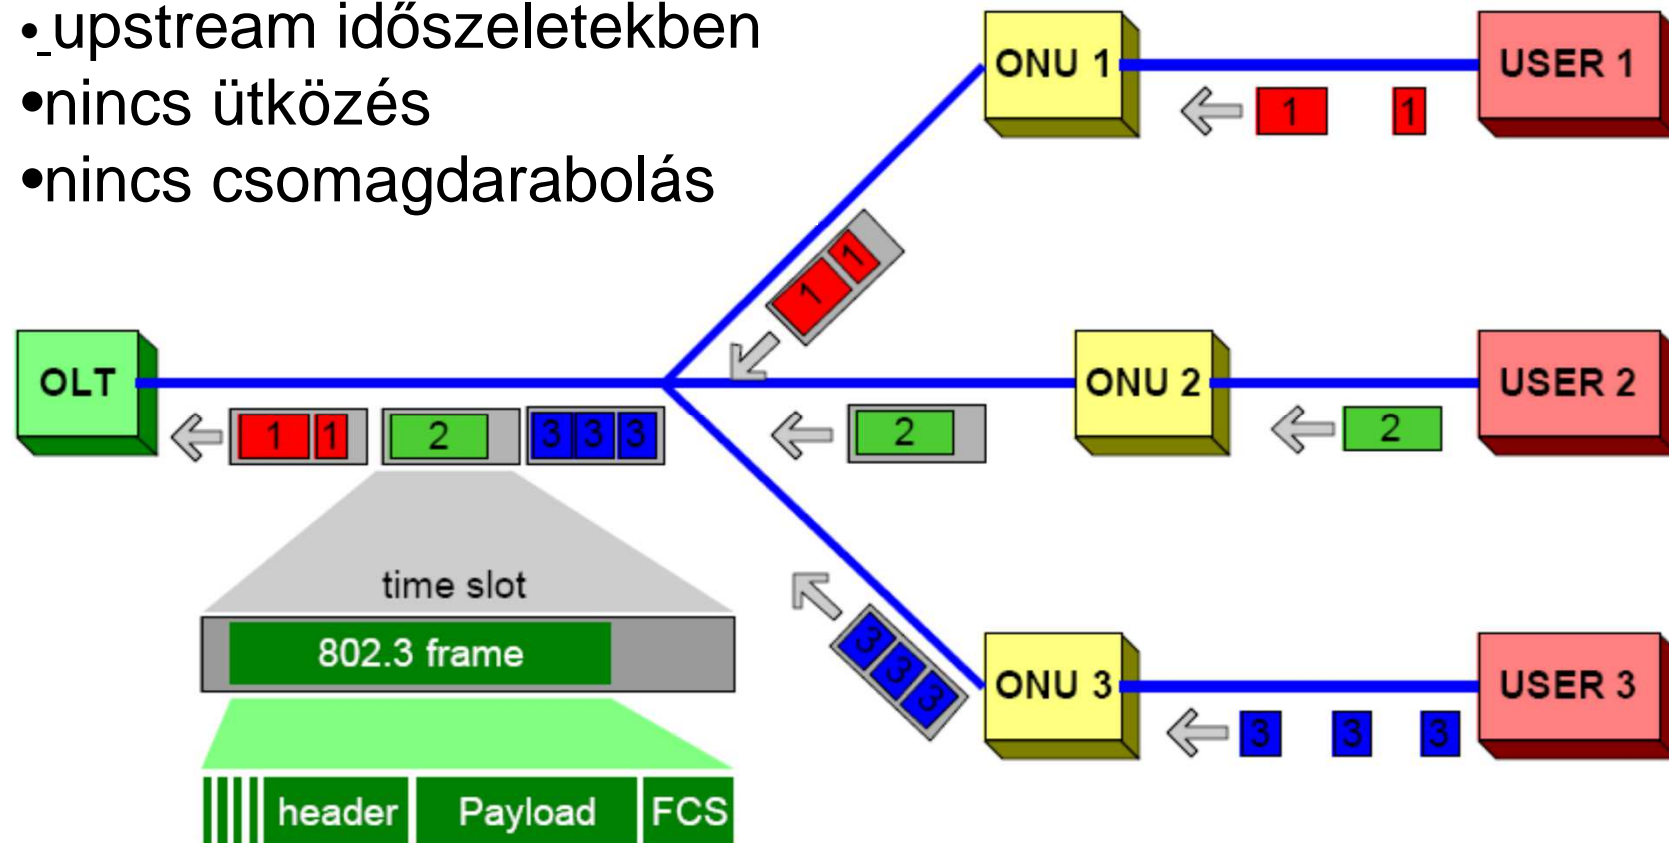 • upstream időszeletekben
•nincs ütközés
•nincs csomagdarabolás
ONU 1
USER 1
1 1
1 1
OLT
ONU 2
USER 2
1 1 2 3 3 3
2
2
time slot
802.3 frame
3 3 3
ONU 3
USER 3
3 3 3
header Payload FCS